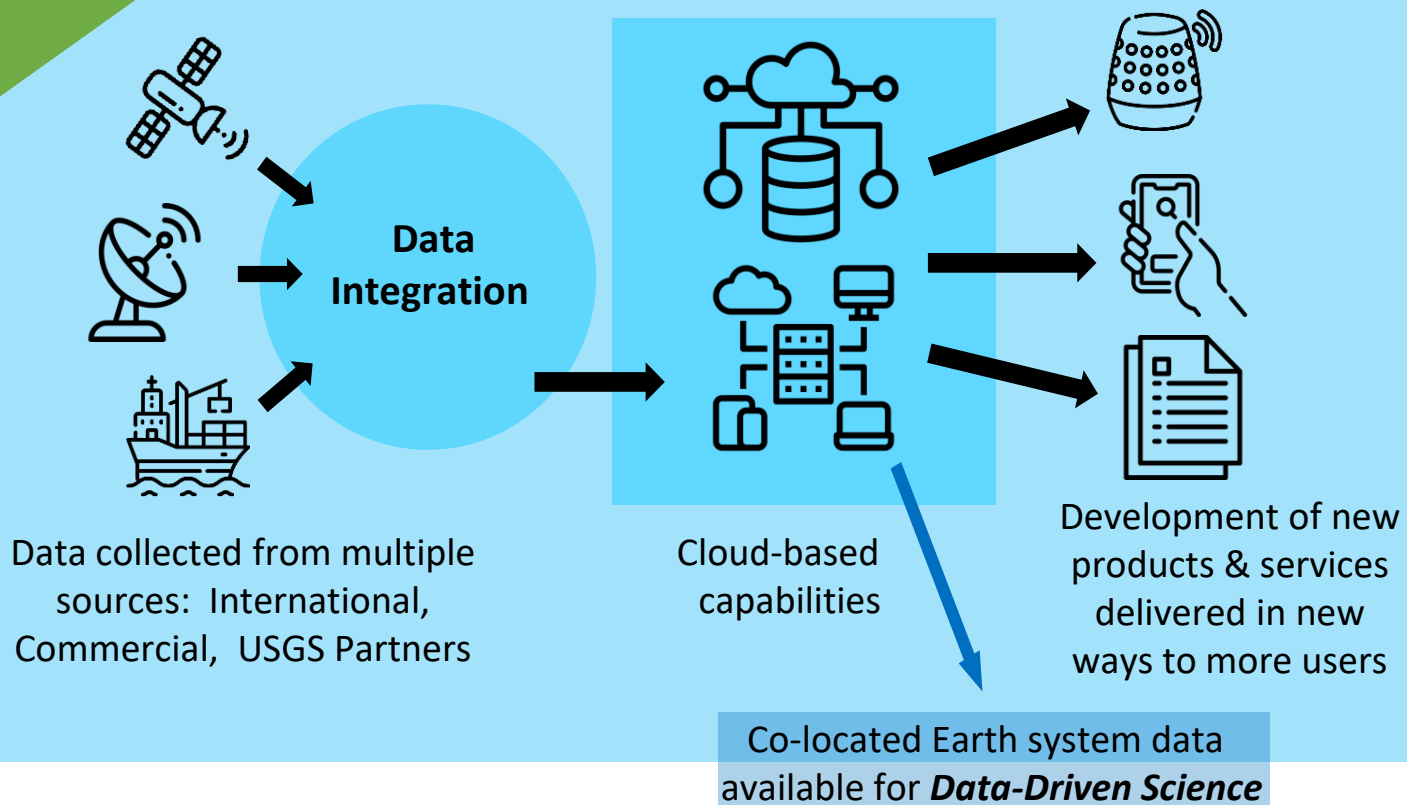 Data
Integration
Data collected from multiple
sources: International,
Commercial, USGS Partners
Cloud-based
capabilities
Development of new
products & services
delivered in new
ways to more users
Co-located Earth system data
available for Data-Driven Science